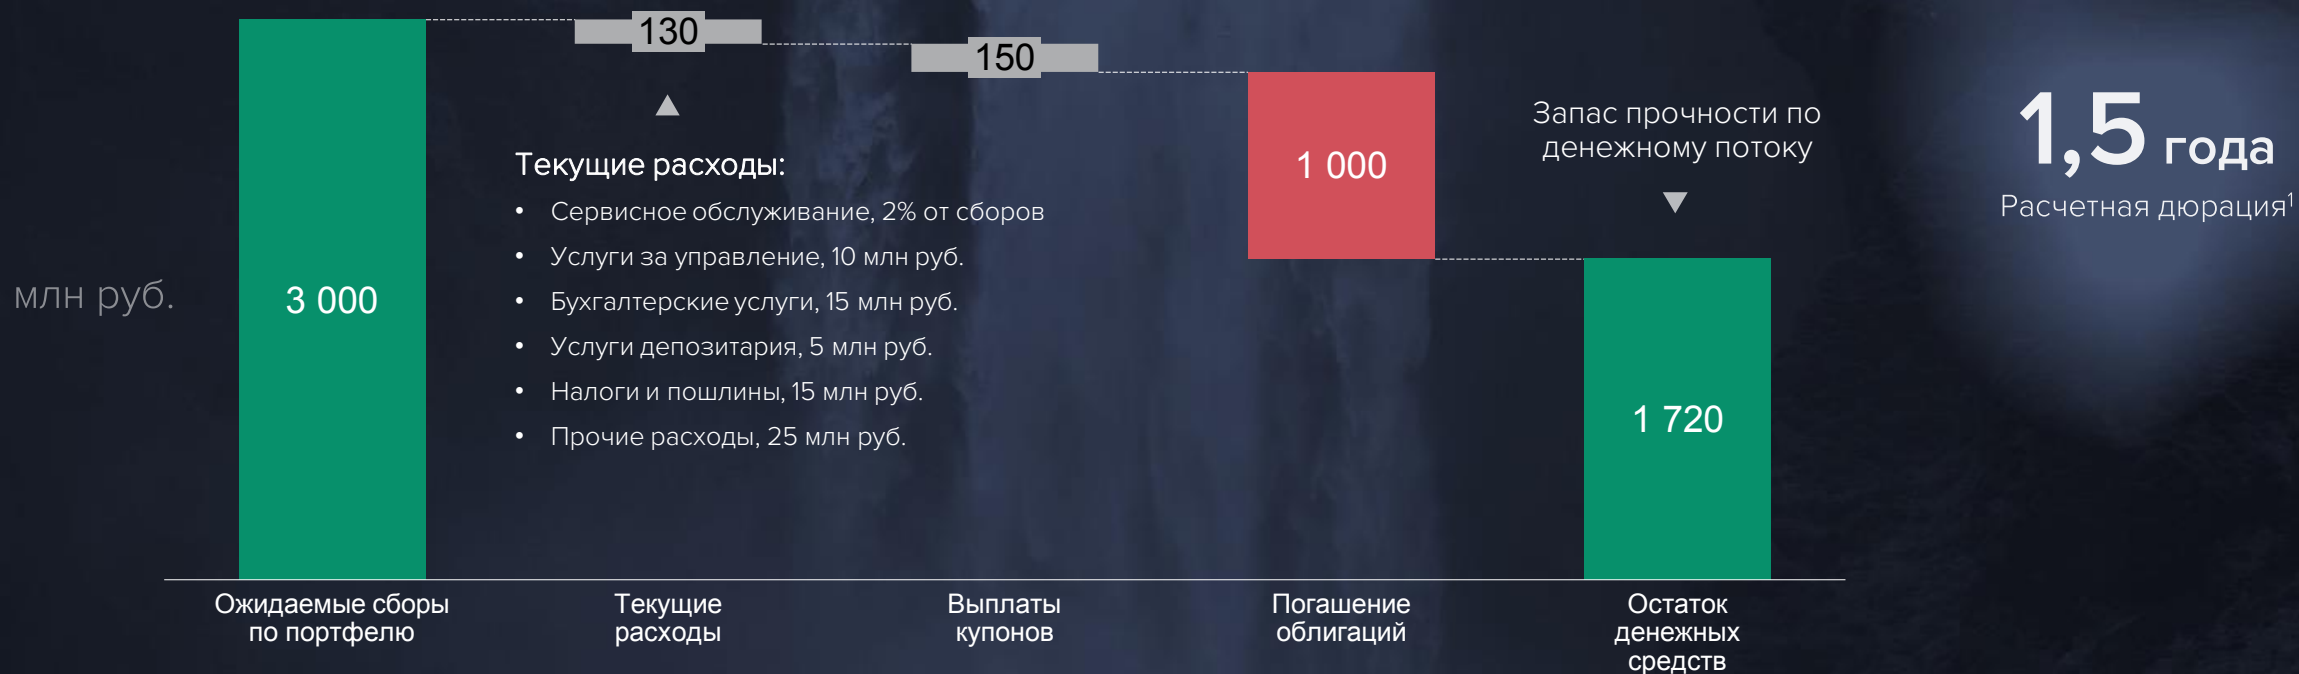 130
150
Запас прочности по
денежному потоку
1,5 года
Расчетная дюрация¹
Текущие расходы:
• Сервисное обслуживание, 2% от сборов
• Услуги за управление, 10 млн руб.
• Бухгалтерские услуги, 15 млн руб.
• Услуги депозитария, 5 млн руб.
• Налоги и пошлины, 15 млн руб.
• Прочие расходы, 25 млн руб.
1 000
млн руб.
3 000
1 720
Ожидаемые сборы
по портфелю
Текущие
расходы
Выплаты
купонов
Погашение
облигаций
Остаток
денежных
средств